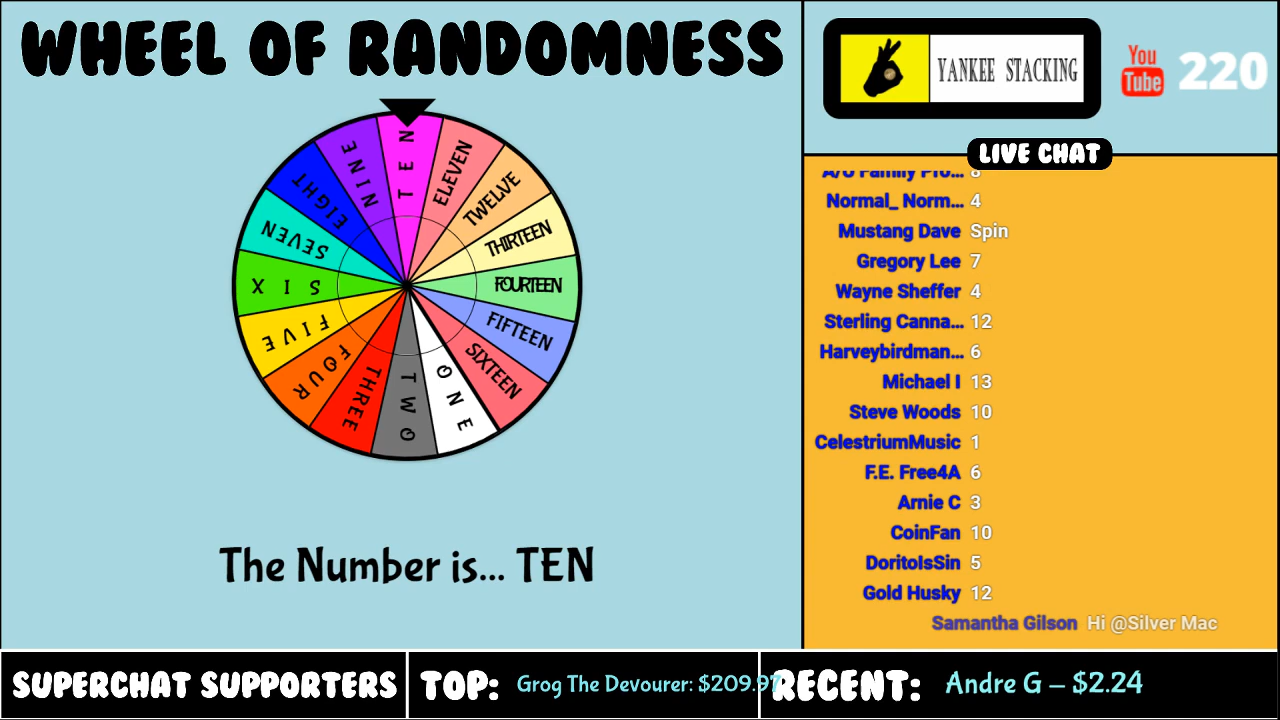 WHEEL OF RANDOMNESS
TEN
ELEVEN
TWELVE
THIRTEEN
FOURTEEN
FIFTEEN
SIXTEEN
ONE
TWO
THREE
FOUR
FIVE
SIX
SEVEN
EIGHT
NINE
The Number is... TEN
YANKEE STACKING
You
Tube
220
LIVE CHAT
A/U Family Pro... 8
Normal_ Norm... 4
Mustang Dave Spin
Gregory Lee 7
Wayne Sheffer 4
Sterling Canna... 12
Harveybirdman... 6
Michael I 13
Steve Woods 10
CelestriumMusic 1
F.E. Free4A 6
Arnie C 3
CoinFan 10
DoritoIsSin 5
Gold Husky 12
Samantha Gilson Hi @Silver Mac
SUPERCHAT SUPPORTERS
TOP: Grog The Devourer: $209.97
RECENT: Andre G – $2.24